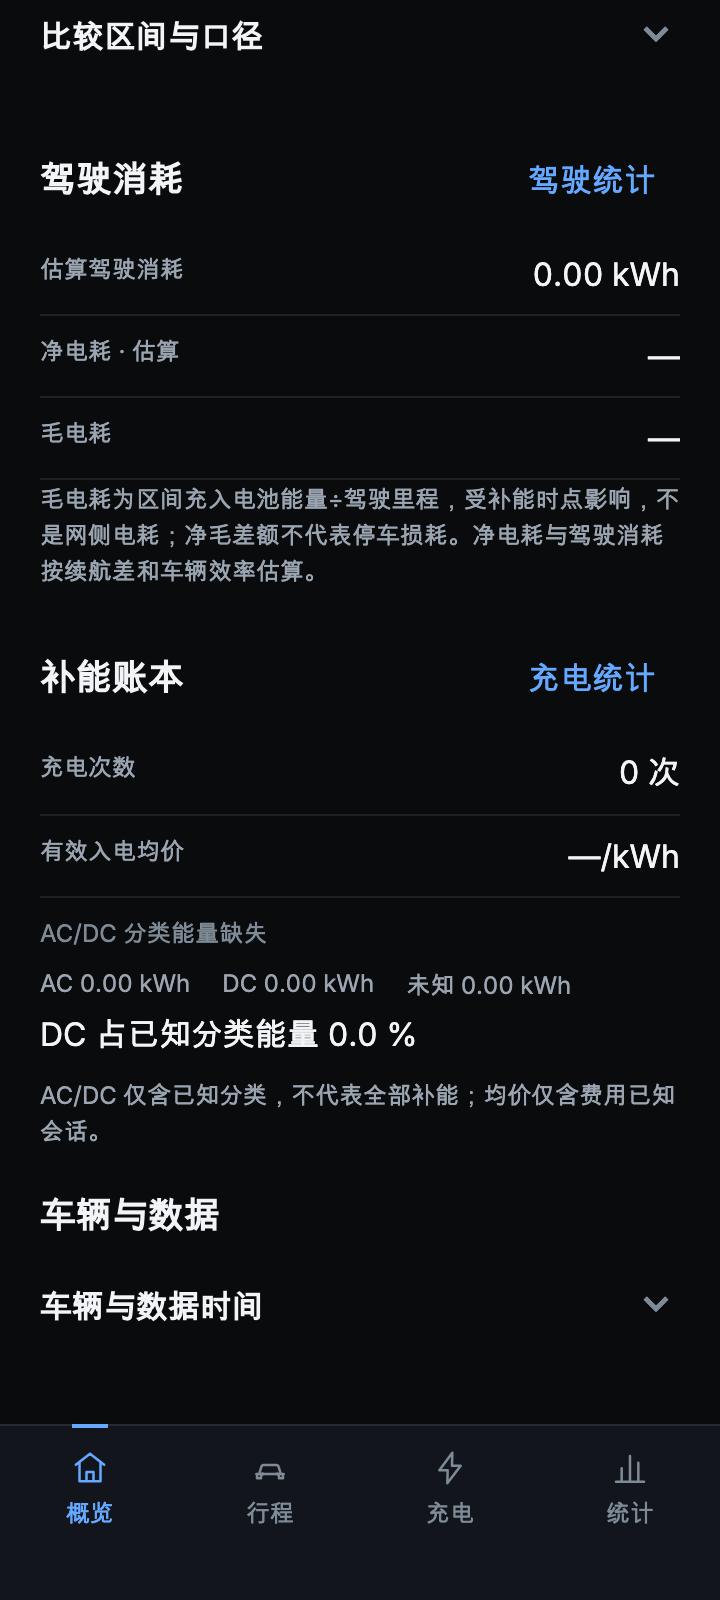 比较区间与口径
驾驶消耗
驾驶统计
估算驾驶消耗
0.00 kWh
净电耗 · 估算
—
毛电耗
—
毛电耗为区间充入电池能量÷驾驶里程，受补能时点影响，不
是网侧电耗；净毛差额不代表停车损耗。净电耗与驾驶消耗
按续航差和车辆效率估算。
补能账本
充电统计
充电次数
0 次
有效入电均价
—/kWh
AC/DC 分类能量缺失
AC 0.00 kWh DC 0.00 kWh 未知 0.00 kWh
DC 占已知分类能量 0.0 %
AC/DC 仅含已知分类，不代表全部补能；均价仅含费用已知
会话。
车辆与数据
车辆与数据时间
概览
行程
充电
统计